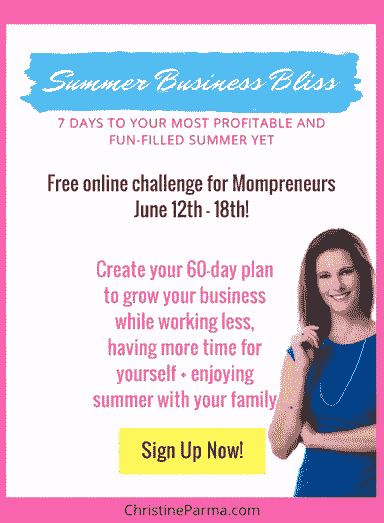 Summer Business Bliss
7 DAYS TO YOUR MOST PROFITABLE AND
FUN-FILLED SUMMER YET
Free online challenge for Mompreneurs
June 12th - 18th!
Create your 60-day plan
to grow your business
while working less,
having more time for
yourself + enjoying
summer with your family
Sign Up Now!
ChristineParma.com